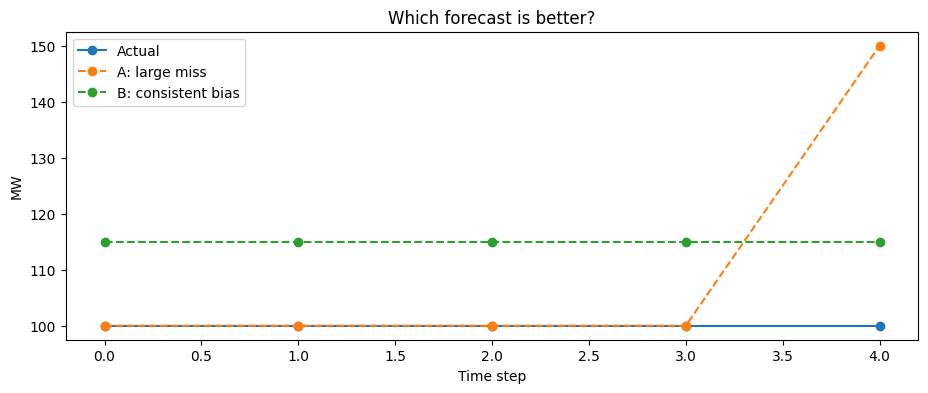 Which forecast is better?
Actual
A: large miss
B: consistent bias
150
140
130
120
110
100
MW
0.0 0.5 1.0 1.5 2.0 2.5 3.0 3.5 4.0
Time step